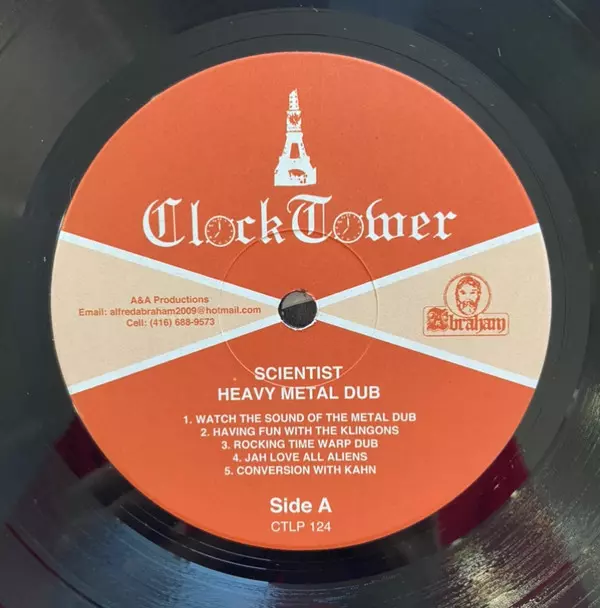 ClockTower
A&A Productions
Email: alfredabraham2009@hotmail.com
Cell: (416) 688-9573
Abraham
SCIENTIST
HEAVY METAL DUB
1. WATCH THE SOUND OF THE METAL DUB
2. HAVING FUN WITH THE KLINGONS
3. ROCKING TIME WARP DUB
4. JAH LOVE ALL ALIENS
5. CONVERSION WITH KAHN
Side A
CTLP 124